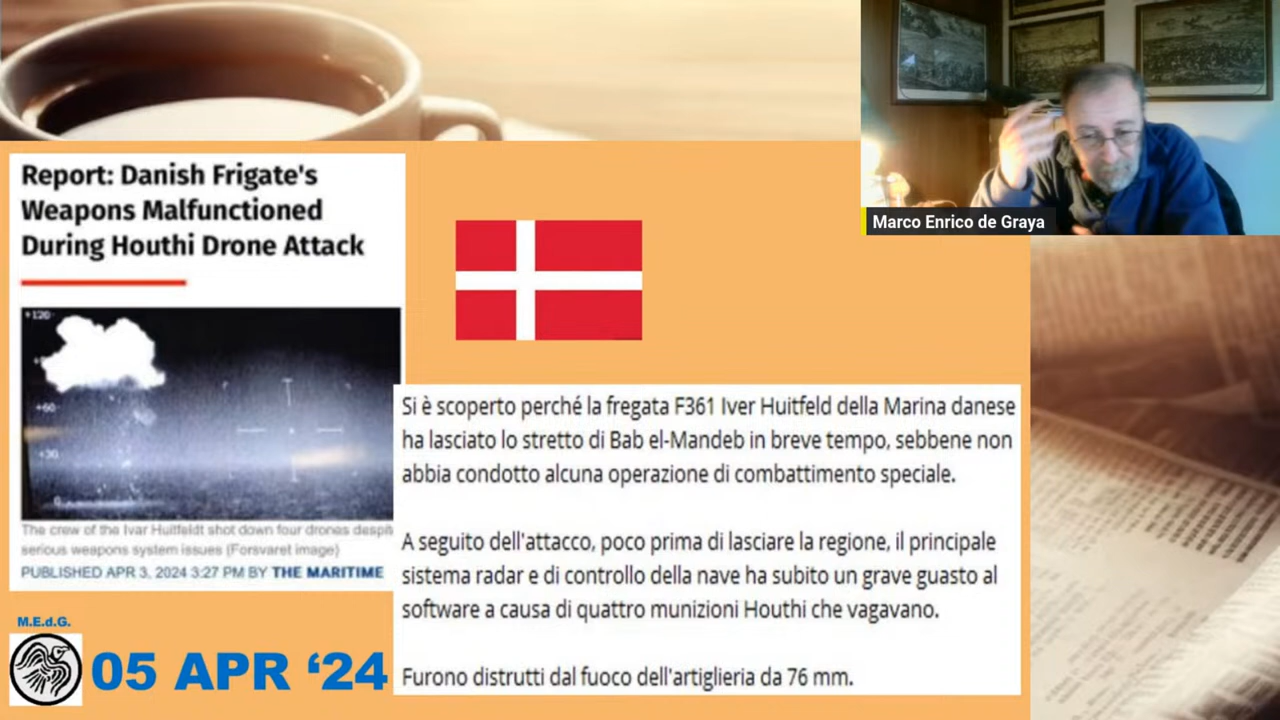 Report: Danish Frigate's
Weapons Malfunctioned
During Houthi Drone Attack
+120
+60
+30
0
The crew of the Ivar Huitfeldt shot down four drones despit
serious weapons system issues (Forsvaret image)
PUBLISHED APR 3, 2024 3:27 PM BY THE MARITIME
M.E.d.G.
05 APR ‘24
Marco Enrico de Graya
Si è scoperto perché la fregata F361 Iver Huitfeld della Marina danese
ha lasciato lo stretto di Bab el-Mandeb in breve tempo, sebbene non
abbia condotto alcuna operazione di combattimento speciale.
A seguito dell'attacco, poco prima di lasciare la regione, il principale
sistema radar e di controllo della nave ha subito un grave guasto al
software a causa di quattro munizioni Houthi che vagavano.
Furono distrutti dal fuoco dell'artiglieria da 76 mm.